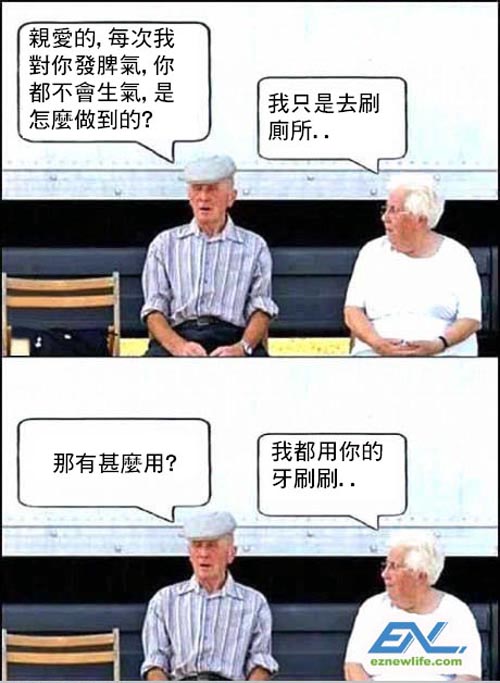 親愛的,每次我
對你發脾氣,你
都不會生氣,是
怎麼做到的?
我只是去刷
廁所..
那有甚麼用?
我都用你的
牙刷刷..
ENL
eznewlife.com